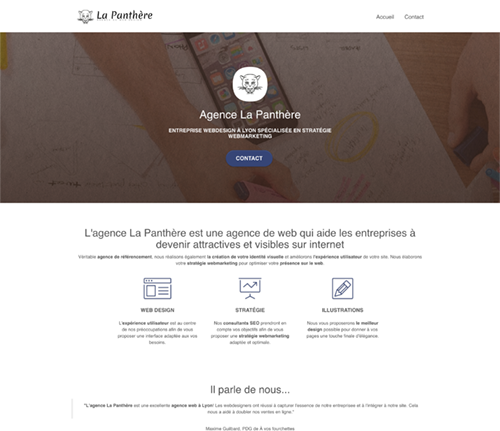 La Panthère
Accueil
Contact
Agence La Panthère
ENTREPRISE WEBDESIGN À LYON SPÉCIALISÉE EN STRATÉGIE
WEBMARKETING
CONTACT
L'agence La Panthère est une agence de web qui aide les entreprises à
devenir attractives et visibles sur internet
Véritable agence de référencement, nous réalisons également la création de votre identité visuelle et améliorons l'expérience utilisateur de votre site. Nous élaborons
votre stratégie webmarketing pour optimiser votre présence sur le web.
WEB DESIGN
L'expérience utilisateur est au centre
de nos préoccupations afin de vous
proposer une interface adaptée aux vos
besoins.
STRATÉGIE
Nos consultants SEO prendront en
compte vos objectifs afin de vous
proposer une stratégie webmarketing
adaptée et optimale.
ILLUSTRATIONS
Nous vous proposerons le meilleur
design possible pour donner à vos
pages une touche finale d'élégance.
Il parle de nous...
"L'agence La Panthère est une excellente agence web à Lyon! Les webdesigners ont réussi à capturer l'essence de notre entreprise et à l'intégrer à notre site. Cela
nous a aidé à doubler nos ventes en ligne."
Maxime Guibard, PDG de À vos fourchettes